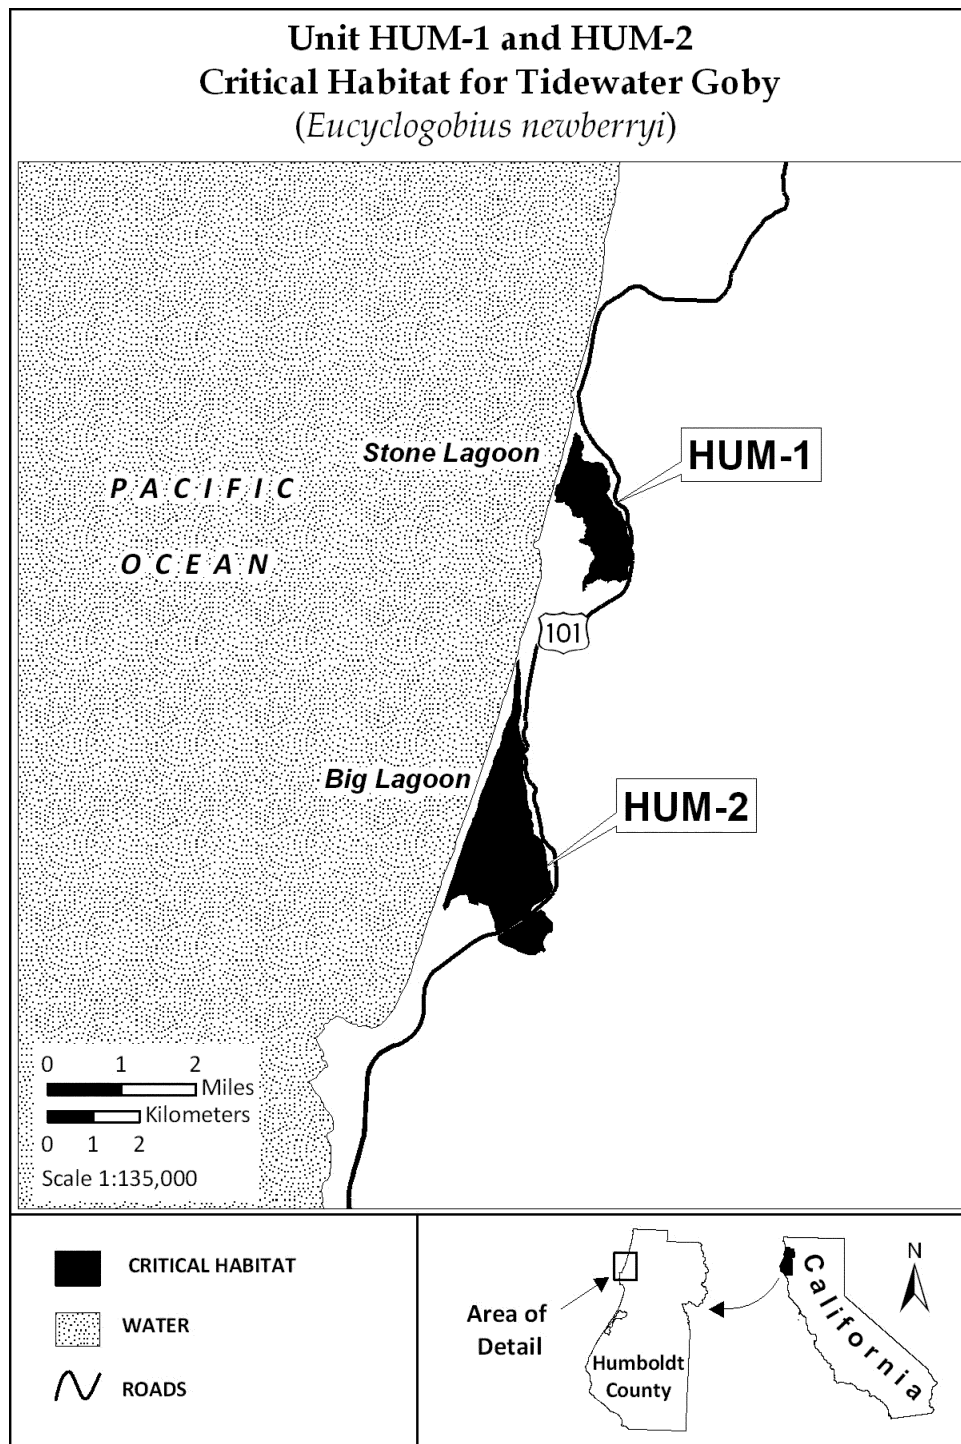 Unit HUM-1 and HUM-2
Critical Habitat for Tidewater Goby
(Eucyclogobius newberryi)
Stone Lagoon
HUM-1
PACIFIC
OCEAN
101
Big Lagoon
HUM-2
0 1 2
Miles
Kilometers
0 1 2
Scale 1:135,000
CRITICAL HABITAT
WATER
ROADS
Area of
Detail
Humboldt
County
California
N